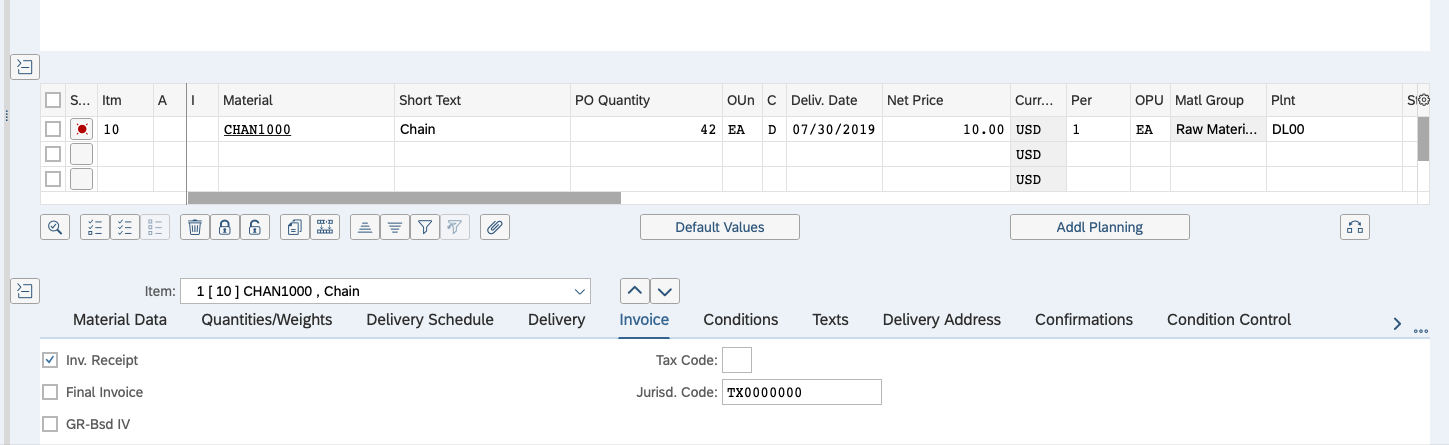 S... Itm A I Material Short Text PO Quantity OUn C Deliv. Date Net Price Curr... Per OPU Matl Group Plnt
10 CHAN1000 Chain 42 EA D 07/30/2019 10.00 USD 1 EA Raw Materi... DL00
USD
USD
Default Values Addl Planning
Item: 1 [ 10 ] CHAN1000 , Chain
Material Data Quantities/Weights Delivery Schedule Delivery Invoice Conditions Texts Delivery Address Confirmations Condition Control
Inv. Receipt Tax Code:
Final Invoice Jurisd. Code: TX0000000
GR-Bsd IV